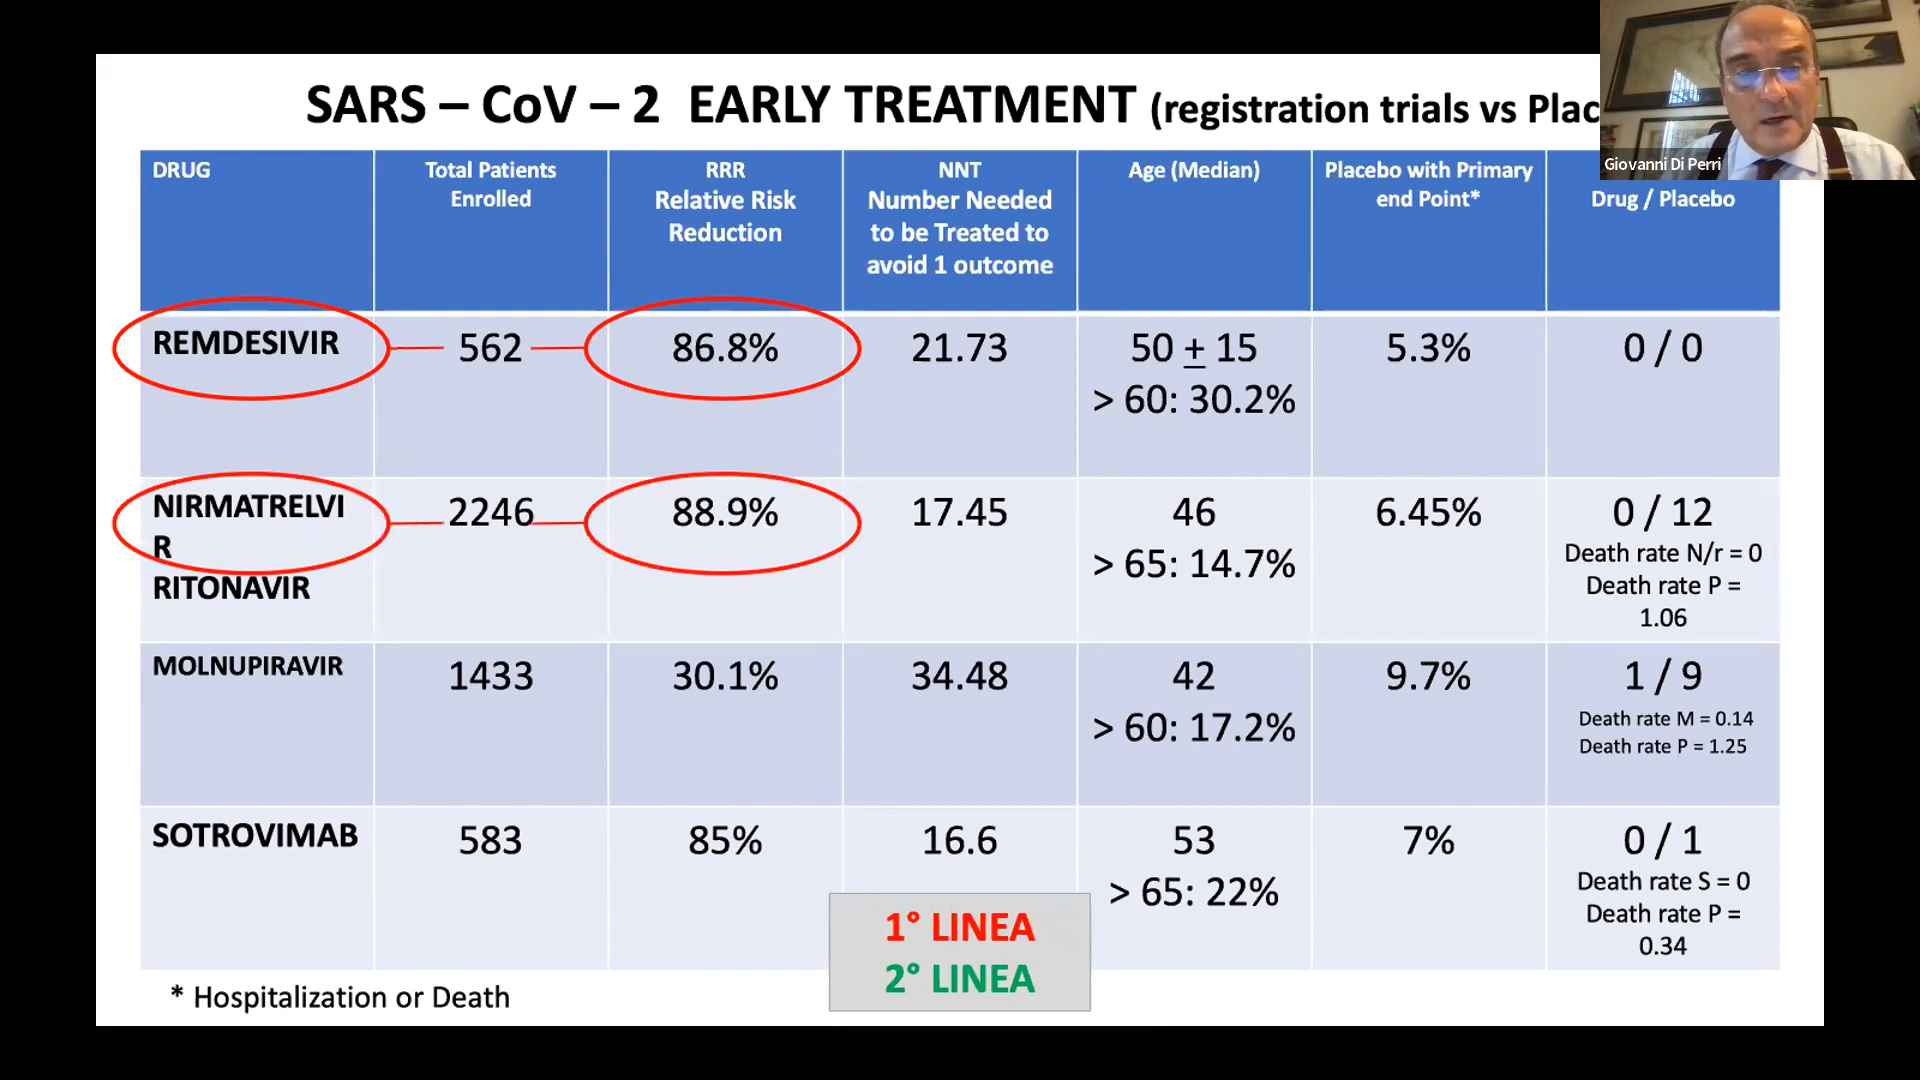 SARS – CoV – 2 EARLY TREATMENT (registration trials vs
Giovanni Di Perri
DRUG
Total Patients
Enrolled
RRR
Relative Risk
Reduction
NNT
Number Needed
to be Treated to
avoid 1 outcome
Age (Median)
Placebo with Primary
end Point*
Drug / Placebo
REMDESIVIR
562
86.8%
21.73
50 ± 15
> 60: 30.2%
5.3%
0 / 0
NIRMATRELVI
R
RITONAVIR
2246
88.9%
17.45
46
> 65: 14.7%
6.45%
0 / 12
Death rate N/r = 0
Death rate P =
1.06
MOLNUPIRAVIR
1433
30.1%
34.48
42
> 60: 17.2%
9.7%
1 / 9
Death rate M = 0.14
Death rate P = 1.25
SOTROVIMAB
583
85%
16.6
53
> 65: 22%
7%
0 / 1
Death rate S = 0
Death rate P =
0.34
1° LINEA
2° LINEA
* Hospitalization or Death